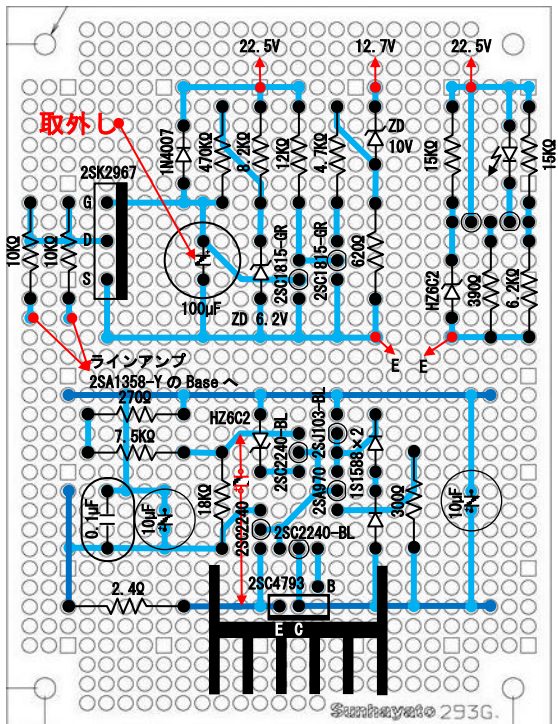 22.5V
12.7V
22.5V
取外し
2SK2967
1N4007
470KΩ
8.2KΩ
12KΩ
4.7KΩ
ZD
10V
15KΩ
15KΩ
G
D
S
10KΩ
10KΩ
2SC1815-GR
2SC1815-GR
620Ω
HZ6C2
390Ω
6.2KΩ
100μF
ZD 6.2V
E
E
ラインアンプ
2SA1358-Y の Base へ
270Ω
7.5KΩ
HZ6C2
2SC2240-BL
2SJ103-BL
2SA970
1S1588×2
0.1μF
10μF
18KΩ
2SC2240
300Ω
10μF
2SC2240-BL
2.4Ω
2SC4793
B
E
C
Sunhayato 293G.